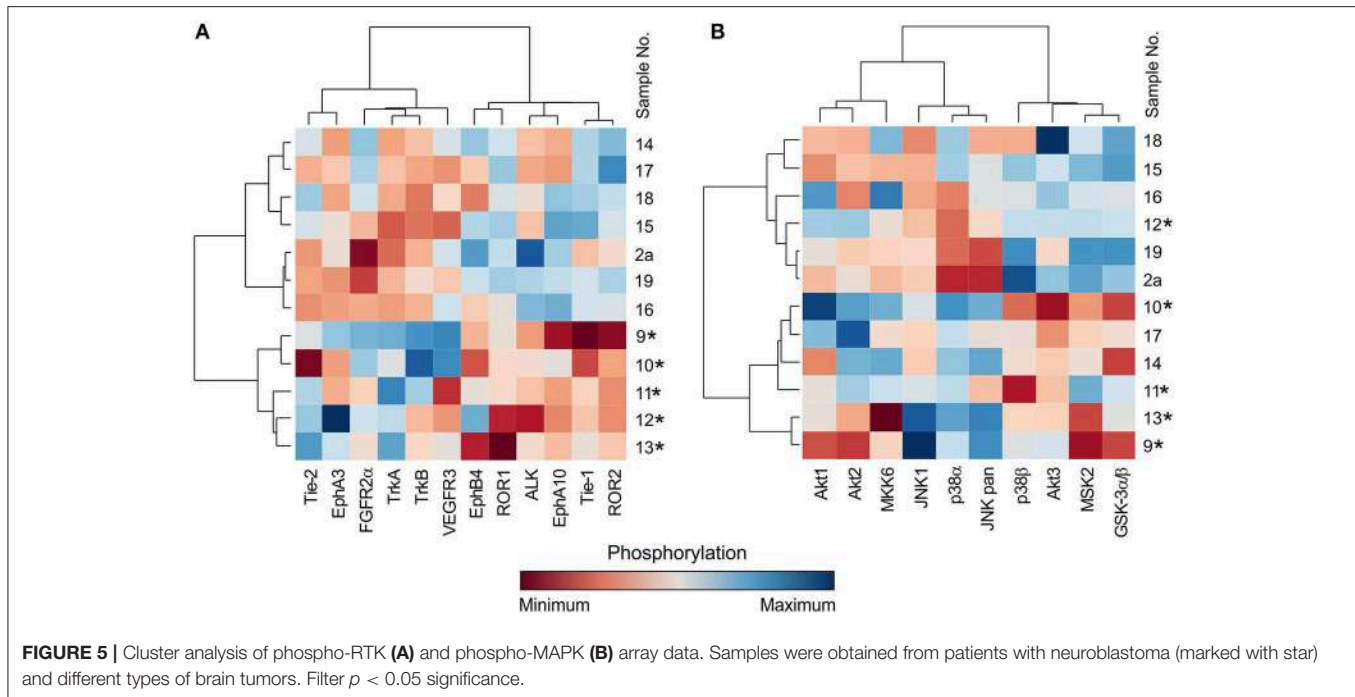 A
Sample No.
14
17
18
15
2a
19
16
9*
10*
11*
12*
13*
Tie-2
EphA3
FGFR2α
TrkA
TrkB
VEGFR3
EphB4
ROR1
ALK
EphA10
Tie-1
ROR2
B
Sample No.
18
15
16
12*
19
2a
10*
17
14
11*
13*
9*
Akt1
Akt2
MKK6
JNK1
p38α
JNK pan
p38β
Akt3
MSK2
GSK-3α/β
Phosphorylation
Minimum Maximum
FIGURE 5 | Cluster analysis of phospho-RTK (A) and phospho-MAPK (B) array data. Samples were obtained from patients with neuroblastoma (marked with star)
and different types of brain tumors. Filter p < 0.05 significance.